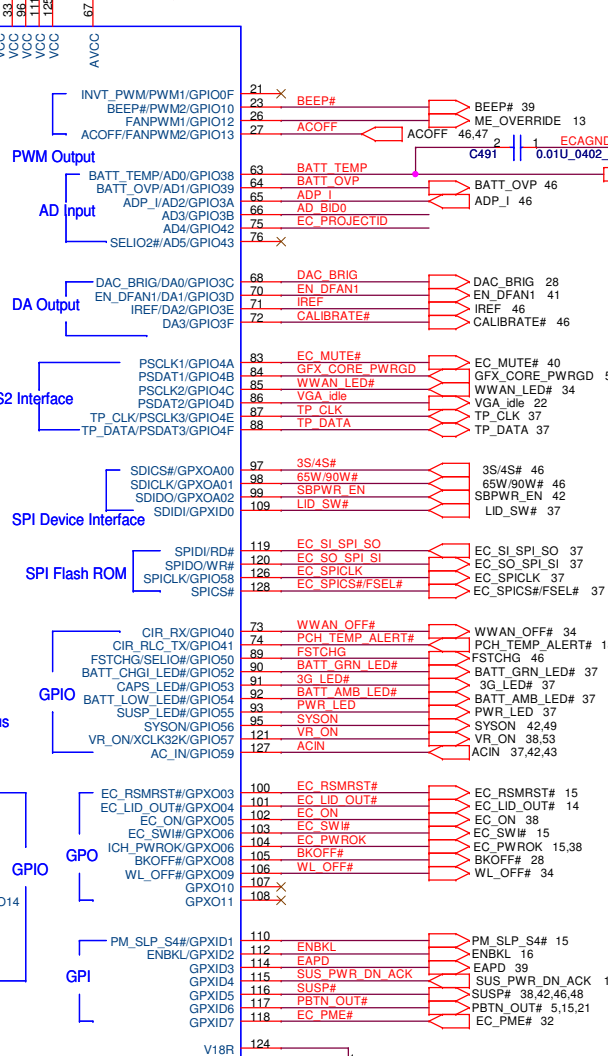 33
96
111
125
67
VCC
VCC
VCC
VCC
VCC
AVCC
INVT_PWM/PWM1/GPIO0F 21
BEEP#/PWM2/GPIO10 23 BEEP# BEEP# 39
FANPWM1/GPIO12 26 ME_OVERRIDE 13
ACOFF/FANPWM2/GPIO13 27 ACOFF ACOFF 46,47
2 1 ECAGND
C491 0.01U_0402_
PWM Output
BATT_TEMP/AD0/GPIO38 63 BATT_TEMP
BATT_OVP/AD1/GPIO39 64 BATT_OVP BATT_OVP 46
ADP_I/AD2/GPIO3A 65 ADP_I ADP_I 46
AD Input
AD3/GPIO3B 66 AD_BID0
AD4/GPIO42 75 EC_PROJECTID
SELIO2#/AD5/GPIO43 76
DAC_BRIG/DA0/GPIO3C 68 DAC_BRIG DAC_BRIG 28
EN_DFAN1/DA1/GPIO3D 70 EN_DFAN1 EN_DFAN1 41
DA Output
IREF/DA2/GPIO3E 71 IREF IREF 46
DA3/GPIO3F 72 CALIBRATE# CALIBRATE# 46
PSCLK1/GPIO4A 83 EC_MUTE# EC_MUTE# 40
PSDAT1/GPIO4B 84 GFX_CORE_PWRGD GFX_CORE_PWRGD 5
PSCLK2/GPIO4C 85 WWAN_LED# WWAN_LED# 34
S2 Interface
PSDAT2/GPIO4D 86 VGA_idle VGA_idle 22
TP_CLK/PSCLK3/GPIO4E 87 TP_CLK TP_CLK 37
TP_DATA/PSDAT3/GPIO4F 88 TP_DATA TP_DATA 37
SDICS#/GPXOA00 97 3S/4S# 3S/4S# 46
SDICLK/GPXOA01 98 65W/90W# 65W/90W# 46
SDIDO/GPXOA02 99 SBPWR_EN SBPWR_EN 42
SDIDI/GPXID0 109 LID_SW# LID_SW# 37
SPI Device Interface
SPIDI/RD# 119 EC_SI_SPI_SO EC_SI_SPI_SO 37
SPIDO/WR# 120 EC_SO_SPI_SI EC_SO_SPI_SI 37
SPI Flash ROM
SPICLK/GPIO58 126 EC_SPICLK EC_SPICLK 37
SPICS# 128 EC_SPICS#/FSEL# EC_SPICS#/FSEL# 37
CIR_RX/GPIO40 73 WWAN_OFF# WWAN_OFF# 34
CIR_RLC_TX/GPIO41 74 PCH_TEMP_ALERT# PCH_TEMP_ALERT# 1
FSTCHG/SELIO#/GPIO50 89 FSTCHG FSTCHG 46
BATT_CHGI_LED#/GPIO52 90 BATT_GRN_LED# BATT_GRN_LED# 37
CAPS_LED#/GPIO53 91 3G_LED# 3G_LED# 37
GPIO
BATT_LOW_LED#/GPIO54 92 BATT_AMB_LED# BATT_AMB_LED# 37
SUSP_LED#/GPIO55 93 PWR_LED PWR_LED 37
us
SYSON/GPIO56 95 SYSON SYSON 42,49
VR_ON/XCLK32K/GPIO57 121 VR_ON VR_ON 38,53
AC_IN/GPIO59 127 ACIN ACIN 37,42,43
EC_RSMRST#/GPXO03 100 EC_RSMRST# EC_RSMRST# 15
EC_LID_OUT#/GPXO04 101 EC_LID_OUT# EC_LID_OUT# 14
EC_ON/GPXO05 102 EC_ON EC_ON 38
EC_SWI#/GPXO06 103 EC_SWI# EC_SWI# 15
ICH_PWROK/GPXO06 104 EC_PWROK EC_PWROK 15,38
GPO
BKOFF#/GPXO08 105 BKOFF# BKOFF# 28
GPIO
WL_OFF#/GPXO09 106 WL_OFF# WL_OFF# 34
GPXO10 107
GPXO11 108
O14
PM_SLP_S4#/GPXID1 110 PM_SLP_S4# 15
ENBKL/GPXID2 112 ENBKL ENBKL 16
GPXID3 114 EAPD EAPD 39
GPI
GPXID4 115 SUS_PWR_DN_ACK SUS_PWR_DN_ACK 1
GPXID5 116 SUSP# SUSP# 38,42,46,48
GPXID6 117 PBTN_OUT# PBTN_OUT# 5,15,21
GPXID7 118 EC_PME# EC_PME# 32
V18R 124